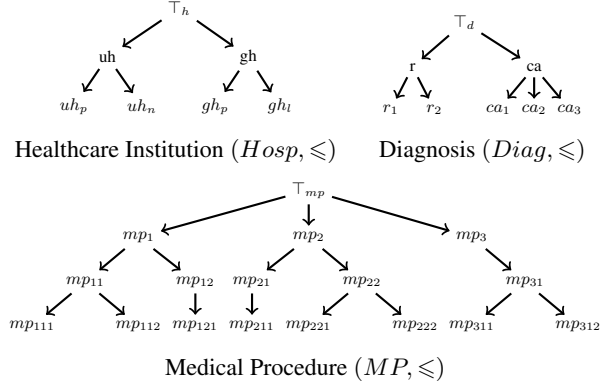 ⊤h ⊤d
uh gh r ca
uhp uhn ghp ghl r1 r2 ca1 ca2 ca3
Healthcare Institution (Hosp, ⩽) Diagnosis (Diag, ⩽)
⊤mp
mp1 mp2 mp3
mp11 mp12 mp21 mp22 mp31
mp111 mp112 mp121 mp211 mp221 mp222 mp311 mp312
Medical Procedure (MP, ⩽)